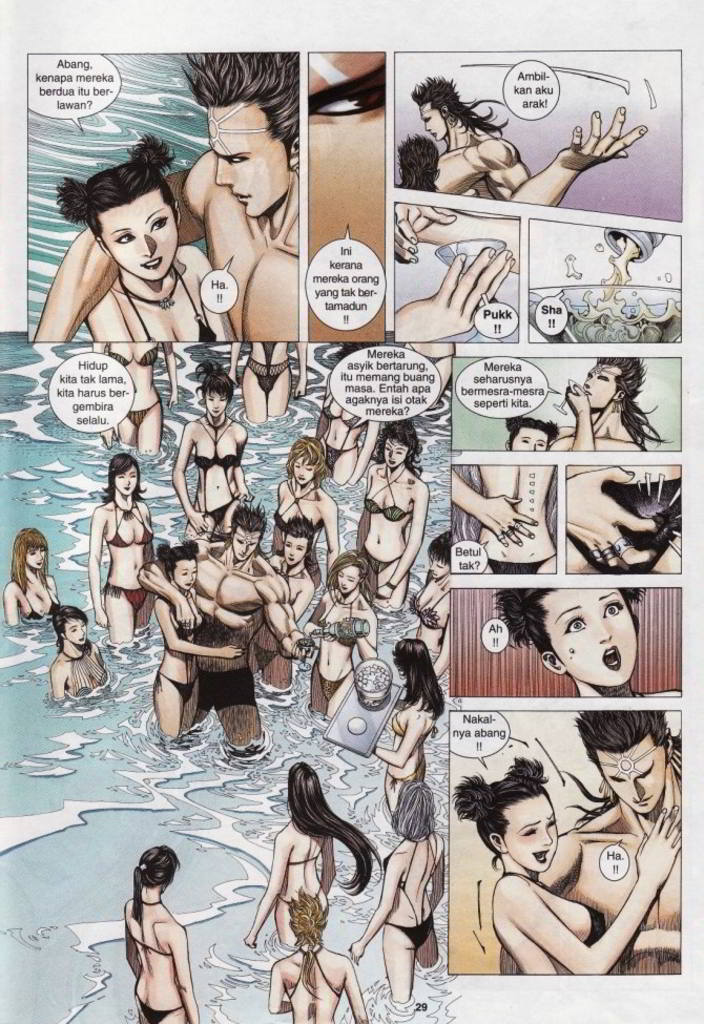 Abang,
kenapa mereka
berdua itu ber-
lawan?
Ha.
!!
Ini
kerana
mereka orang
yang tak ber-
tamadun
!!
Ambil-
kan aku
arak!
Pukk
!!
Sha
!!
Hidup
kita tak lama,
kita harus ber-
gembira
selalu.
Mereka
asyik bertarung,
itu memang buang
masa. Entah apa
agaknya isi otak
mereka?
Mereka
seharusnya
bermesra-mesra
seperti kita.
Betul
tak?
Ah
!!
Nakal-
nya abang
!!
Ha.
!!
29